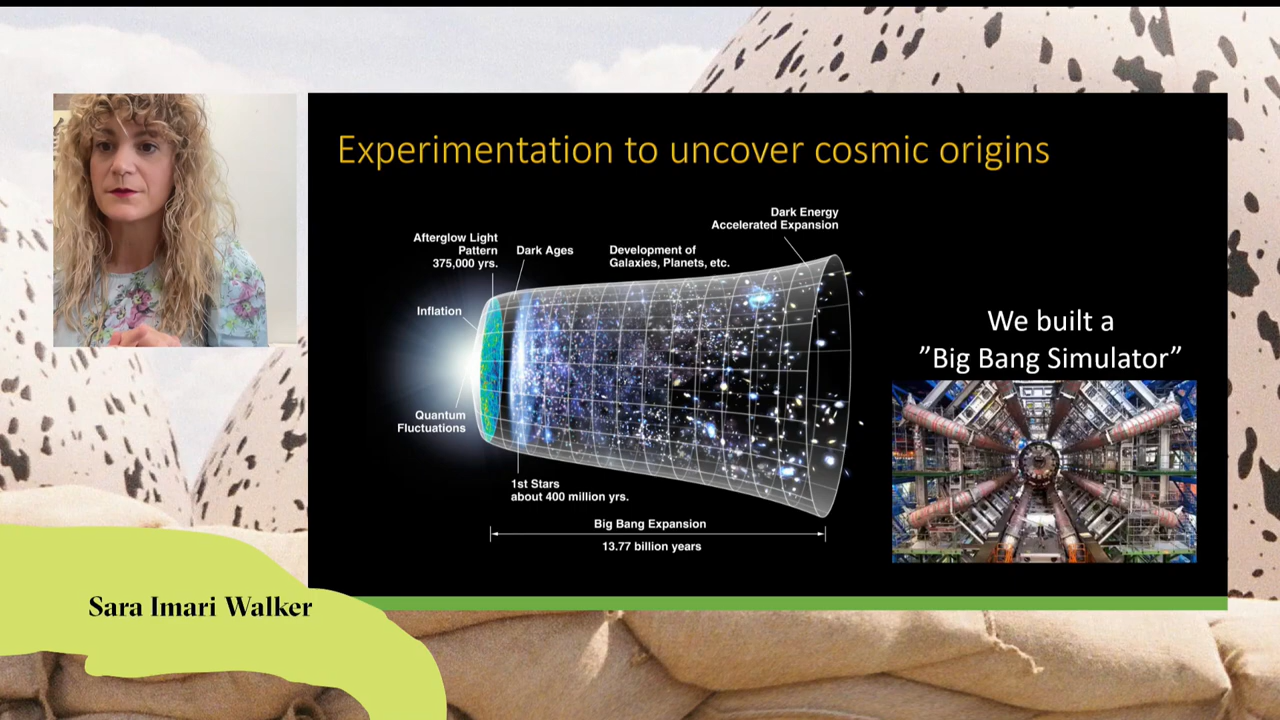 Experimentation to uncover cosmic origins
Dark Energy
Accelerated Expansion
Afterglow Light
Pattern
375,000 yrs.
Dark Ages
Development of
Galaxies, Planets, etc.
Inflation
Quantum
Fluctuations
1st Stars
about 400 million yrs.
Big Bang Expansion
13.77 billion years
We built a
”Big Bang Simulator”
Sara Imari Walker